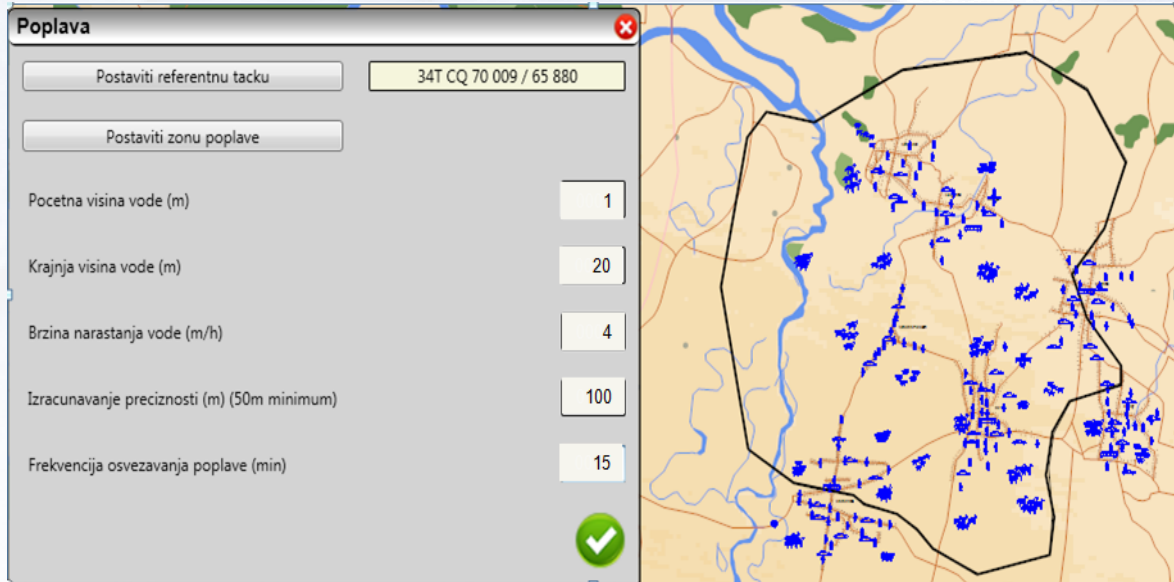 Poplava
Postaviti referentnu tacku
34T CQ 70 009 / 65 880
Postaviti zonu poplave
Pocetna visina vode (m)
1
Krajnja visina vode (m)
20
Brzina narastanja vode (m/h)
4
Izracunavanje preciznosti (m) (50m minimum)
100
Frekvencija osvezavanja poplave (min)
15